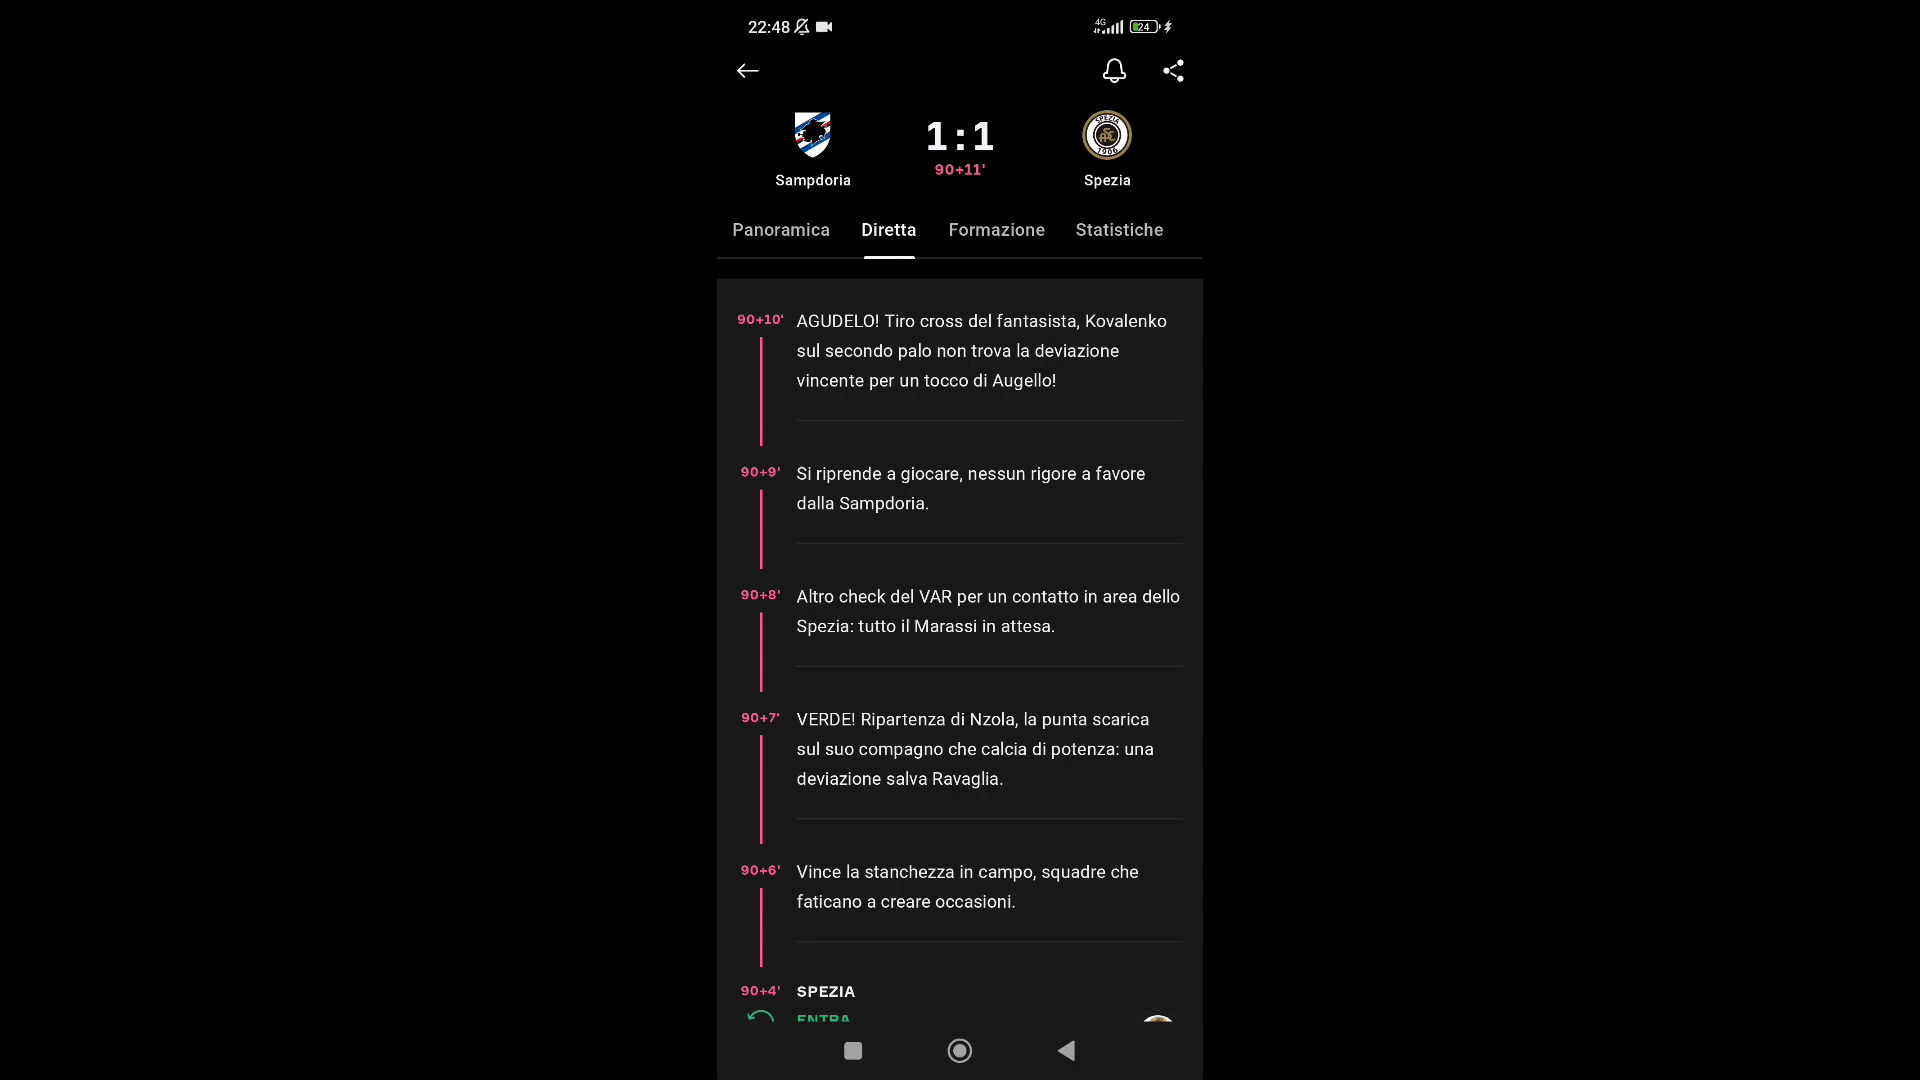 22:48
4G
24
SPEZIA
1906
1:1
90+11'
Sampdoria
Spezia
Panoramica
Diretta
Formazione
Statistiche
90+10'
AGUDELO! Tiro cross del fantasista, Kovalenko
sul secondo palo non trova la deviazione
vincente per un tocco di Augello!
90+9'
Si riprende a giocare, nessun rigore a favore
dalla Sampdoria.
90+8'
Altro check del VAR per un contatto in area dello
Spezia: tutto il Marassi in attesa.
90+7'
VERDE! Ripartenza di Nzola, la punta scarica
sul suo compagno che calcia di potenza: una
deviazione salva Ravaglia.
90+6'
Vince la stanchezza in campo, squadre che
faticano a creare occasioni.
90+4'
SPEZIA
ENTRA